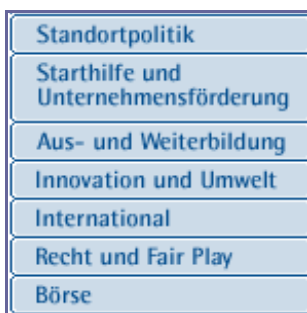 Standortpolitik
Starthilfe und
Unternehmensförderung
Aus- und Weiterbildung
Innovation und Umwelt
International
Recht und Fair Play
Börse